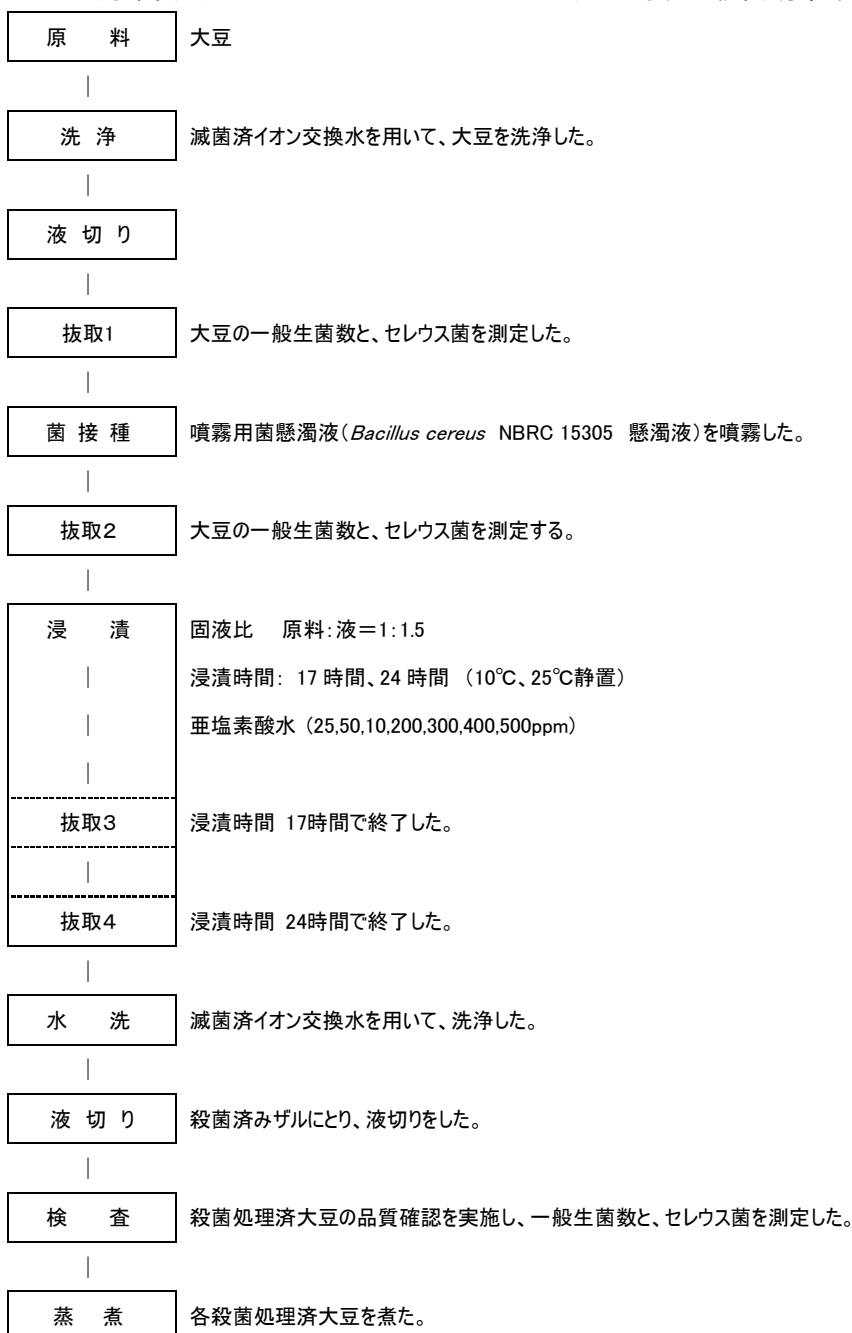 原　料　大豆
洗 浄　滅菌済イオン交換水を用いて、大豆を洗浄した。
液 切 り
抜取1　大豆の一般生菌数と、セレウス菌を測定した。
菌 接 種　噴霧用菌懸濁液（Bacillus cereus NBRC 15305 懸濁液）を噴霧した。
抜取２　大豆の一般生菌数と、セレウス菌を測定する。
浸　漬　固液比　原料：液＝1：1.5
浸漬時間： 17 時間、24 時間 （10℃、25℃静置）
亜塩素酸水 （25,50,10,200,300,400,500ppm）
抜取３　浸漬時間 17時間で終了した。
抜取４　浸漬時間 24時間で終了した。
水　洗　滅菌済イオン交換水を用いて、洗浄した。
液 切 り　殺菌済みザルにとり、液切りをした。
検　査　殺菌処理済大豆の品質確認を実施し、一般生菌数と、セレウス菌を測定した。
蒸　煮　各殺菌処理済大豆を煮た。